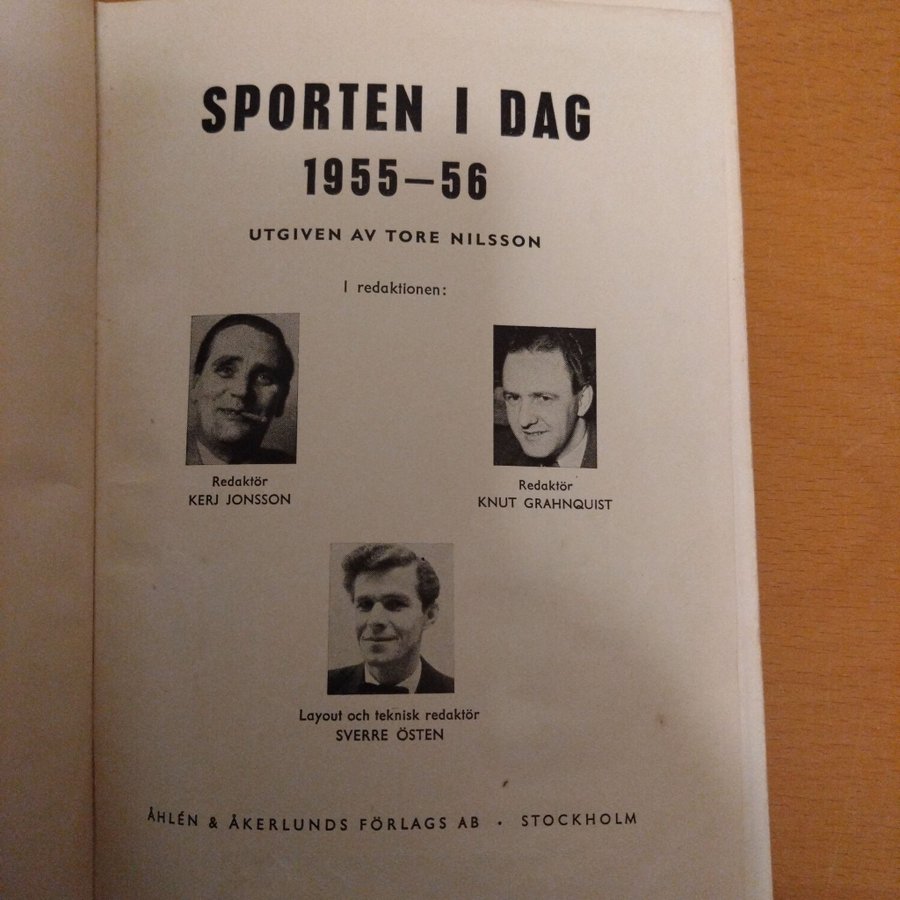 SPORTEN I DAG
1955–56
UTGIVEN AV TORE NILSSON
I redaktionen:
Redaktör
KERJ JONSSON
Redaktör
KNUT GRAHNQUIST
Layout och teknisk redaktör
SVERRE ÖSTEN
ÅHLÉN & ÅKERLUNDS FÖRLAGS AB • STOCKHOLM